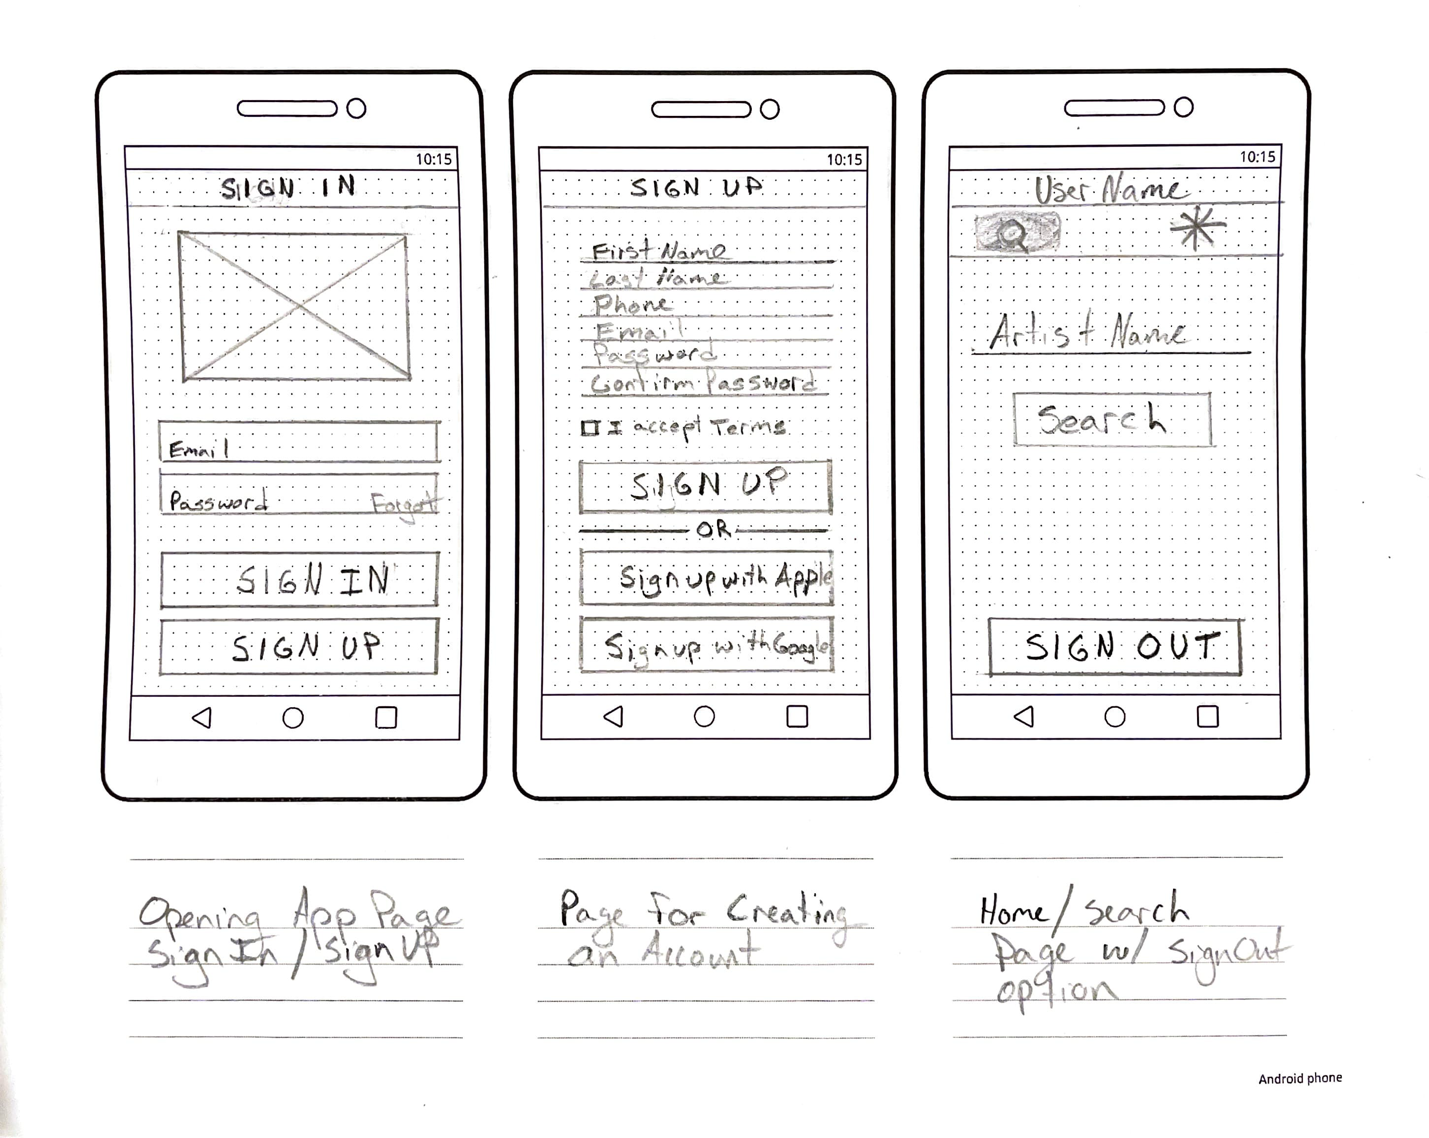 10:15
SIGN IN
Email
Password Forgot
SIGN IN
SIGN UP
Opening App Page
Sign In / Sign UP
10:15
SIGN UP
First Name
Last Name
Phone
Email
Password
Confirm Password
I accept Terms
SIGN UP
OR
Sign up with Apple
Sign up with Google
Page for Creating
an Account
10:15
User Name
Artist Name
Search
SIGN OUT
Home / Search
Page w/ Sign Out
option
Android phone